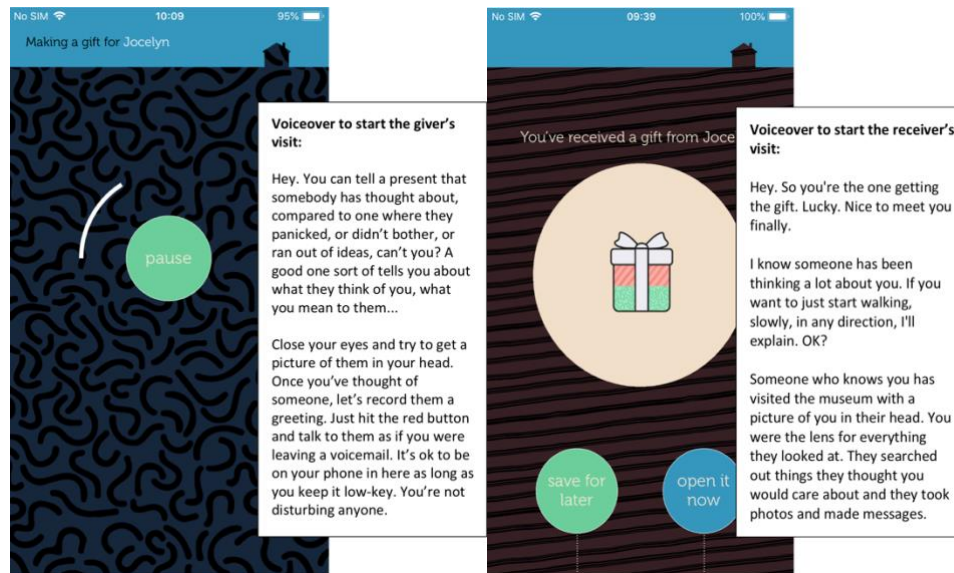 No SIM 10:09 95%
Making a gift for Jocelyn
pause
Voiceover to start the giver’s
visit:
Hey. You can tell a present that
somebody has thought about,
compared to one where they
panicked, or didn’t bother, or
ran out of ideas, can’t you? A
good one sort of tells you about
what they think of you, what
you mean to them...
Close your eyes and try to get a
picture of them in your head.
Once you’ve thought of
someone, let’s record them a
greeting. Just hit the red button
and talk to them as if you were
leaving a voicemail. It’s ok to be
on your phone in here as long as
you keep it low-key. You’re not
disturbing anyone.
No SIM 09:39 100%
You’ve received a gift from Joce
save for
later
open it
now
Voiceover to start the receiver’s
visit:
Hey. So you're the one getting
the gift. Lucky. Nice to meet you
finally.
I know someone has been
thinking a lot about you. If you
want to just start walking,
slowly, in any direction, I'll
explain. OK?
Someone who knows you has
visited the museum with a
picture of you in their head. You
were the lens for everything
they looked at. They searched
out things they thought you
would care about and they took
photos and made messages.